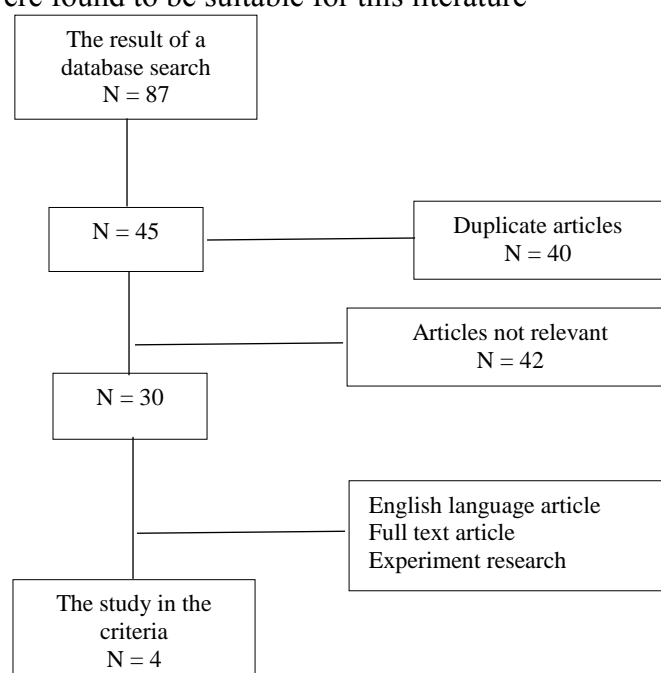 ere found to be suitable for this literature
The result of a
database search
N = 87
N = 45
Duplicate articles
N = 40
Articles not relevant
N = 42
N = 30
English language article
Full text article
Experiment research
The study in the
criteria
N = 4